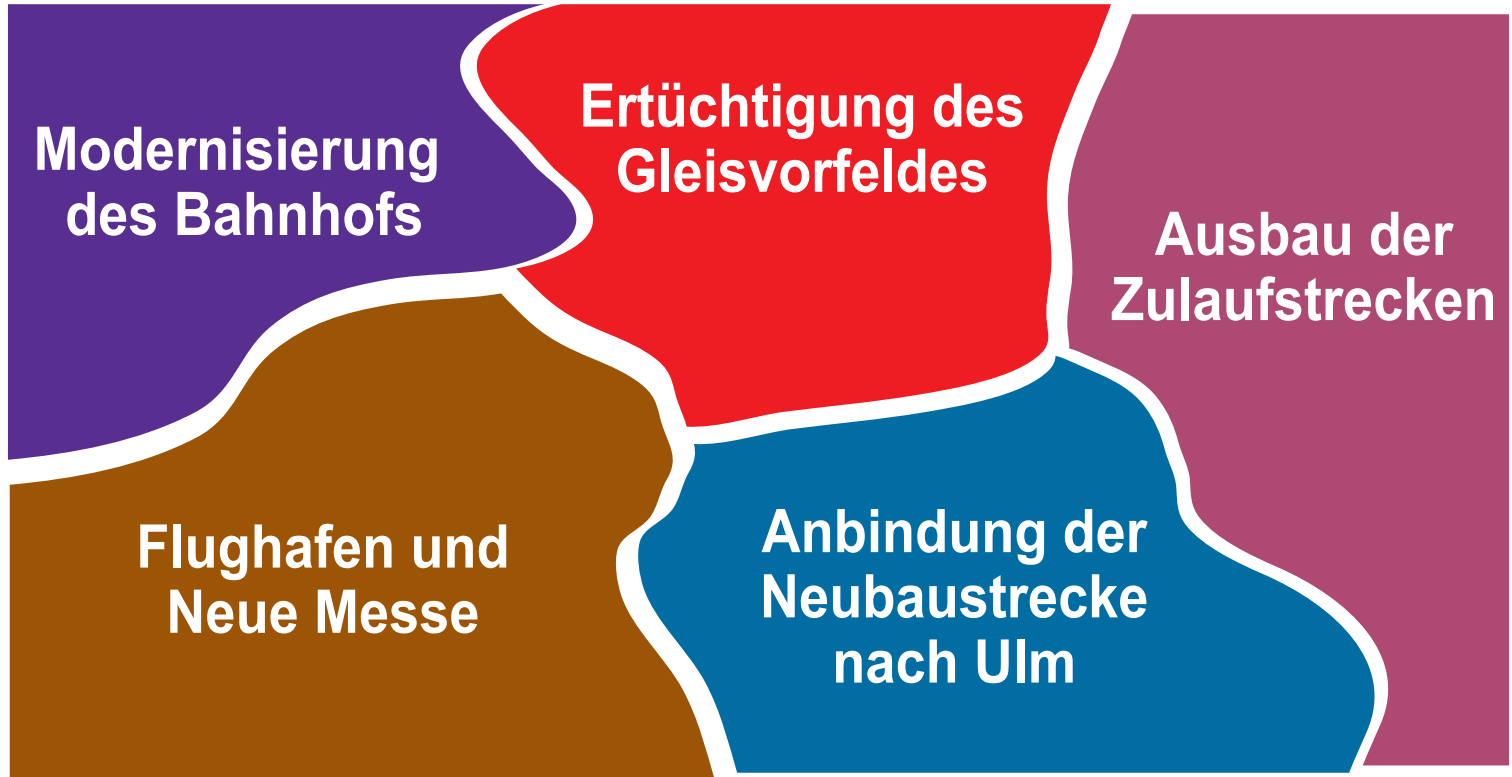 Modernisierung
des Bahnhofs
Ertüchtigung des
Gleisvorfeldes
Ausbau der
Zulaufstrecken
Flughafen und
Neue Messe
Anbindung der
Neubaustrecke
nach Ulm